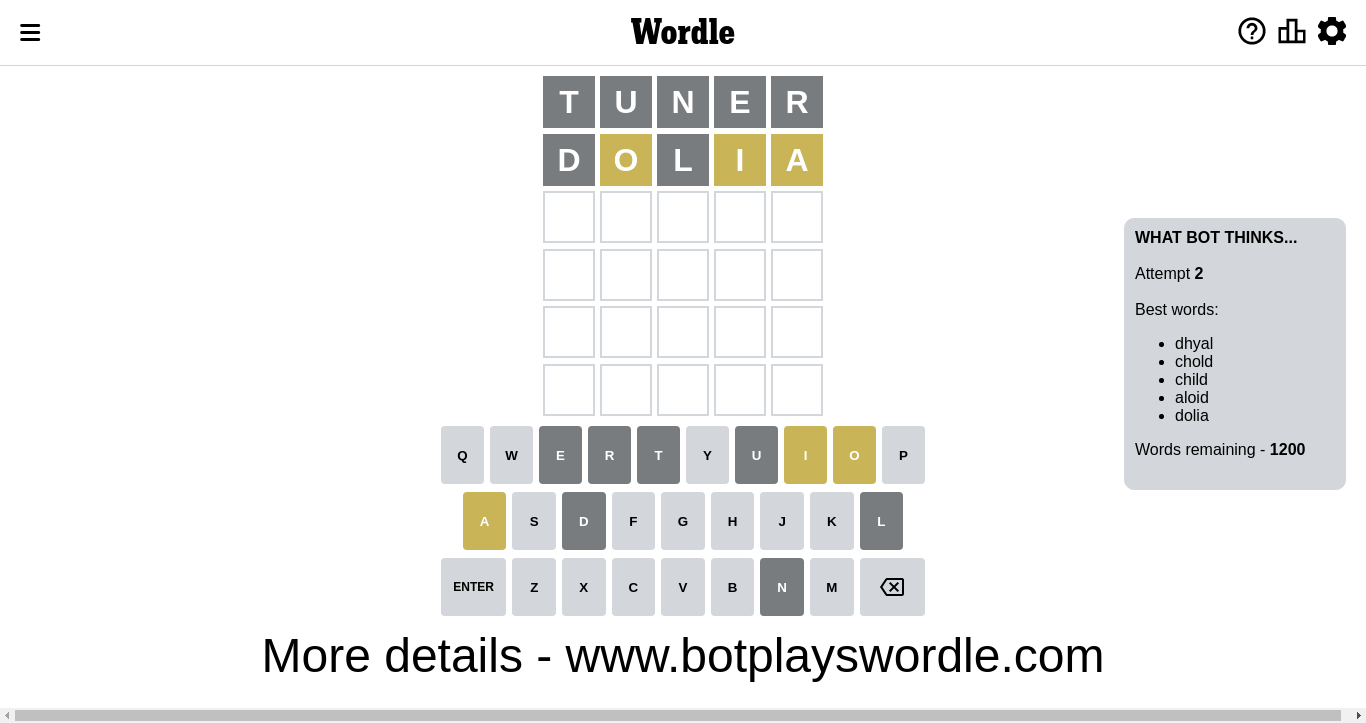 Wordle
T U N E R
D O L I A
WHAT BOT THINKS...
Attempt 2
Best words:
• dhyal
• chold
• child
• aloid
• dolia
Words remaining - 1200
Q W E R T Y U I O P
A S D F G H J K L
ENTER Z X C V B N M
More details - www.botplayswordle.com